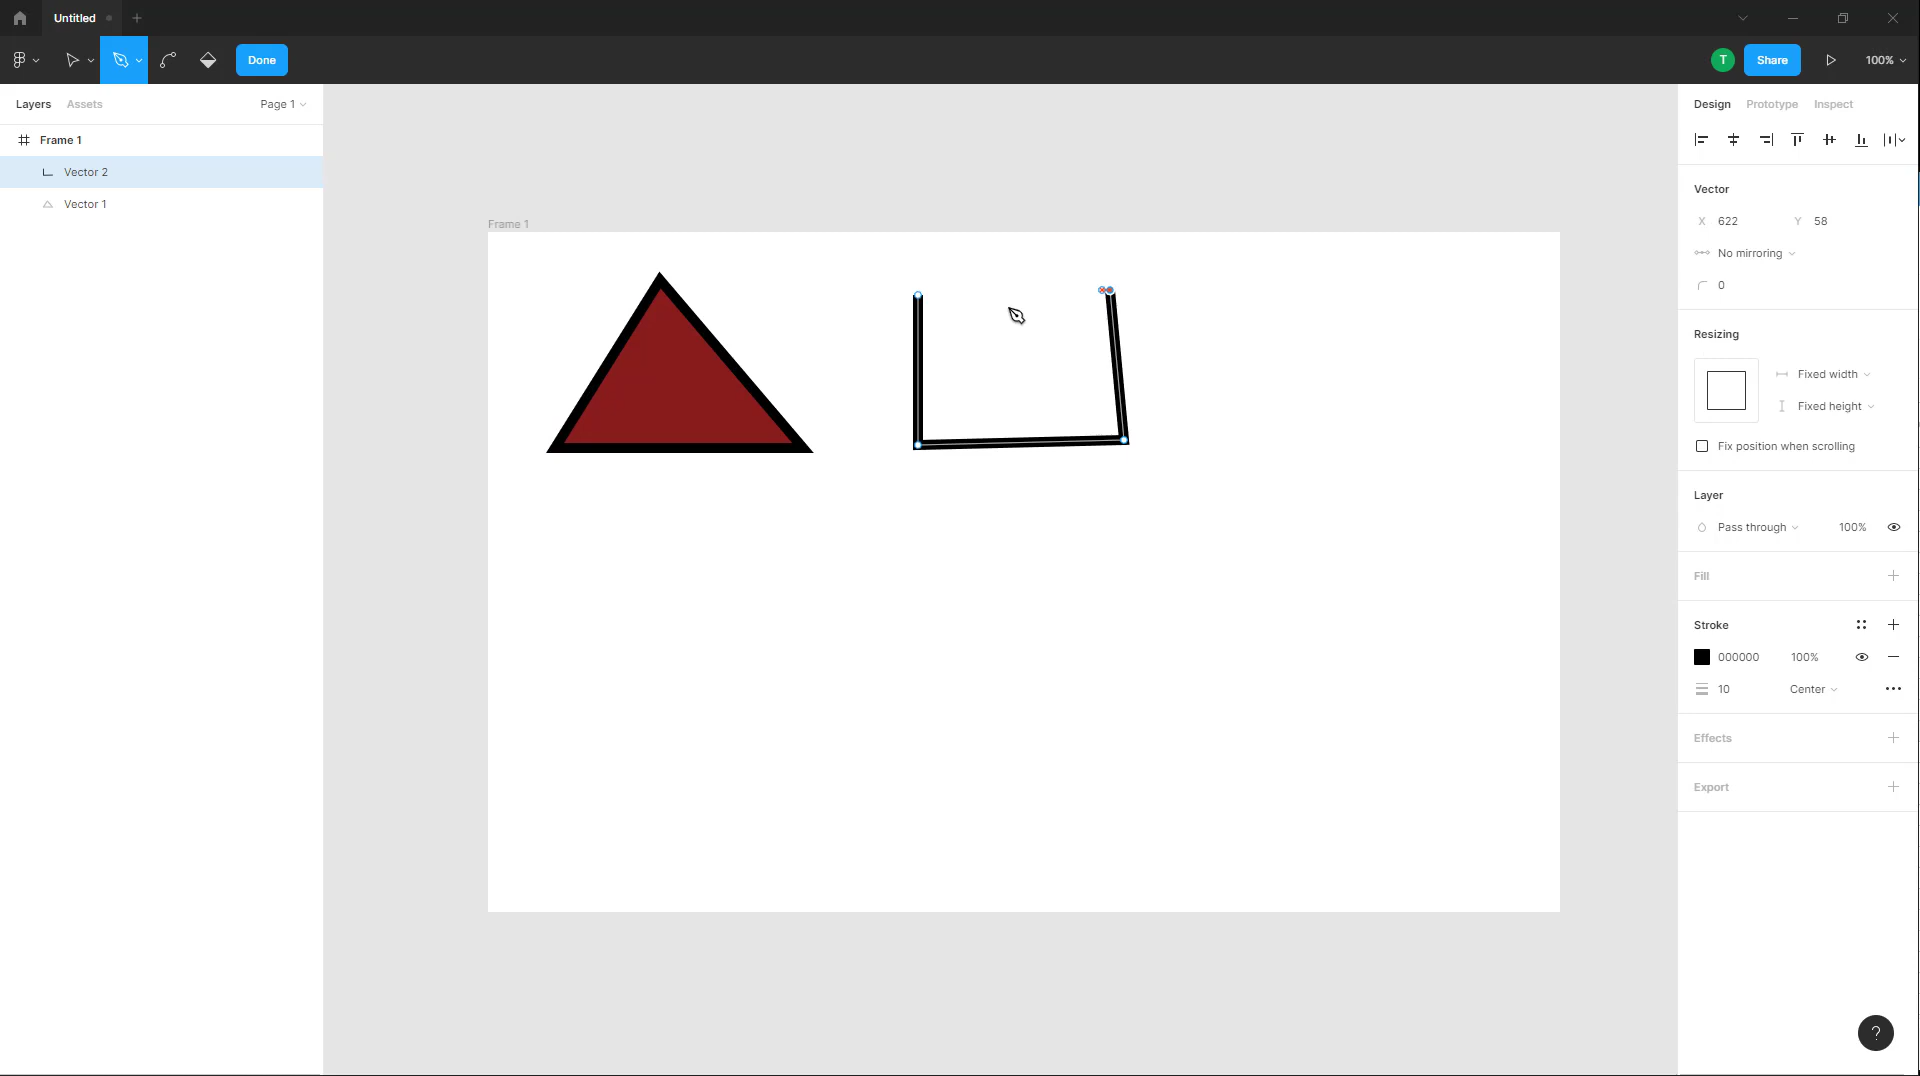 Untitled
Done
T
Share
100%
Layers
Assets
Page 1
Design
Prototype
Inspect
Frame 1
Vector 2
Vector 1
Frame 1
Vector
X 622
Y 58
No mirroring
0
Resizing
Fixed width
Fixed height
Fix position when scrolling
Layer
Pass through
100%
Fill
Stroke
000000
100%
10
Center
Effects
Export
?